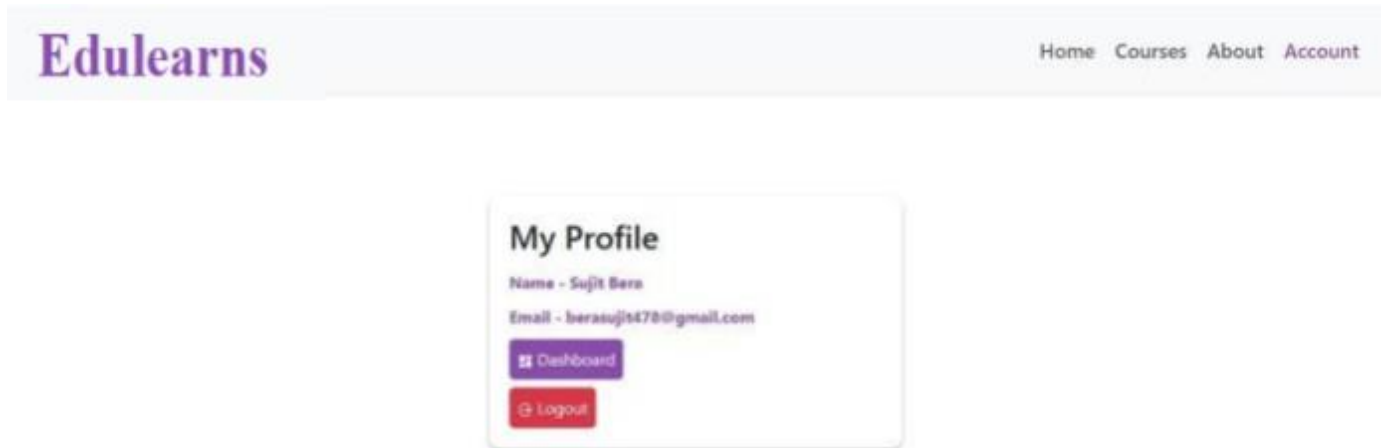 Edulearns
Home Courses About Account
My Profile
Name - Sujit Bera
Email - berasujit478@gmail.com
Dashboard
Logout